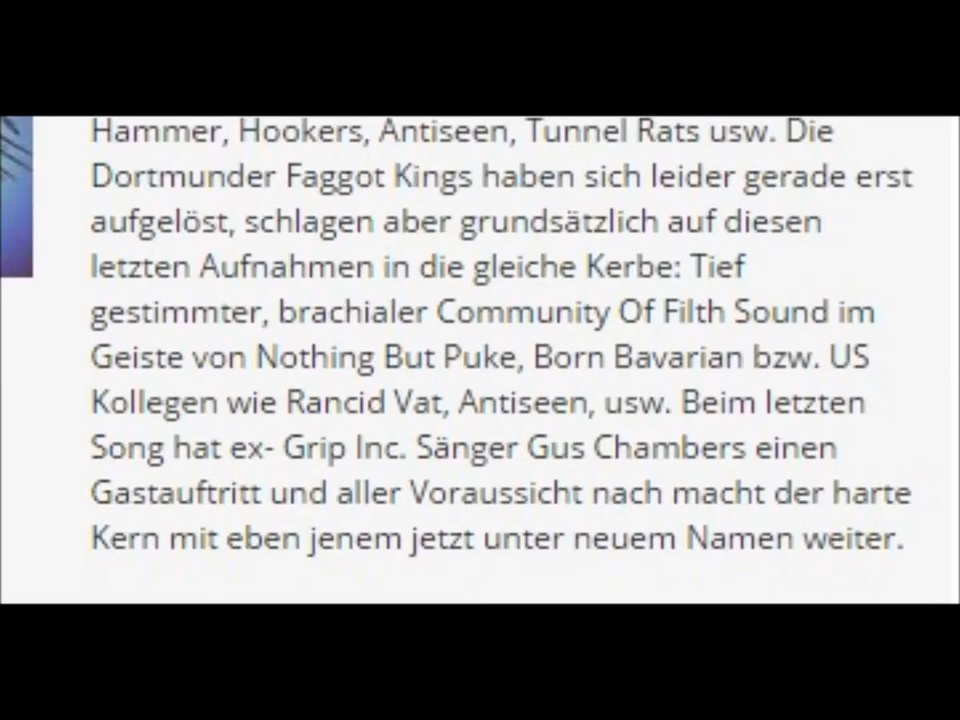 Hammer, Hookers, Antiseen, Tunnel Rats usw. Die
Dortmunder Faggot Kings haben sich leider gerade erst
aufgelöst, schlagen aber grundsätzlich auf diesen
letzten Aufnahmen in die gleiche Kerbe: Tief
gestimmter, brachialer Community Of Filth Sound im
Geiste von Nothing But Puke, Born Bavarian bzw. US
Kollegen wie Rancid Vat, Antiseen, usw. Beim letzten
Song hat ex- Grip Inc. Sänger Gus Chambers einen
Gastauftritt und aller Voraussicht nach macht der harte
Kern mit eben jenem jetzt unter neuem Namen weiter.